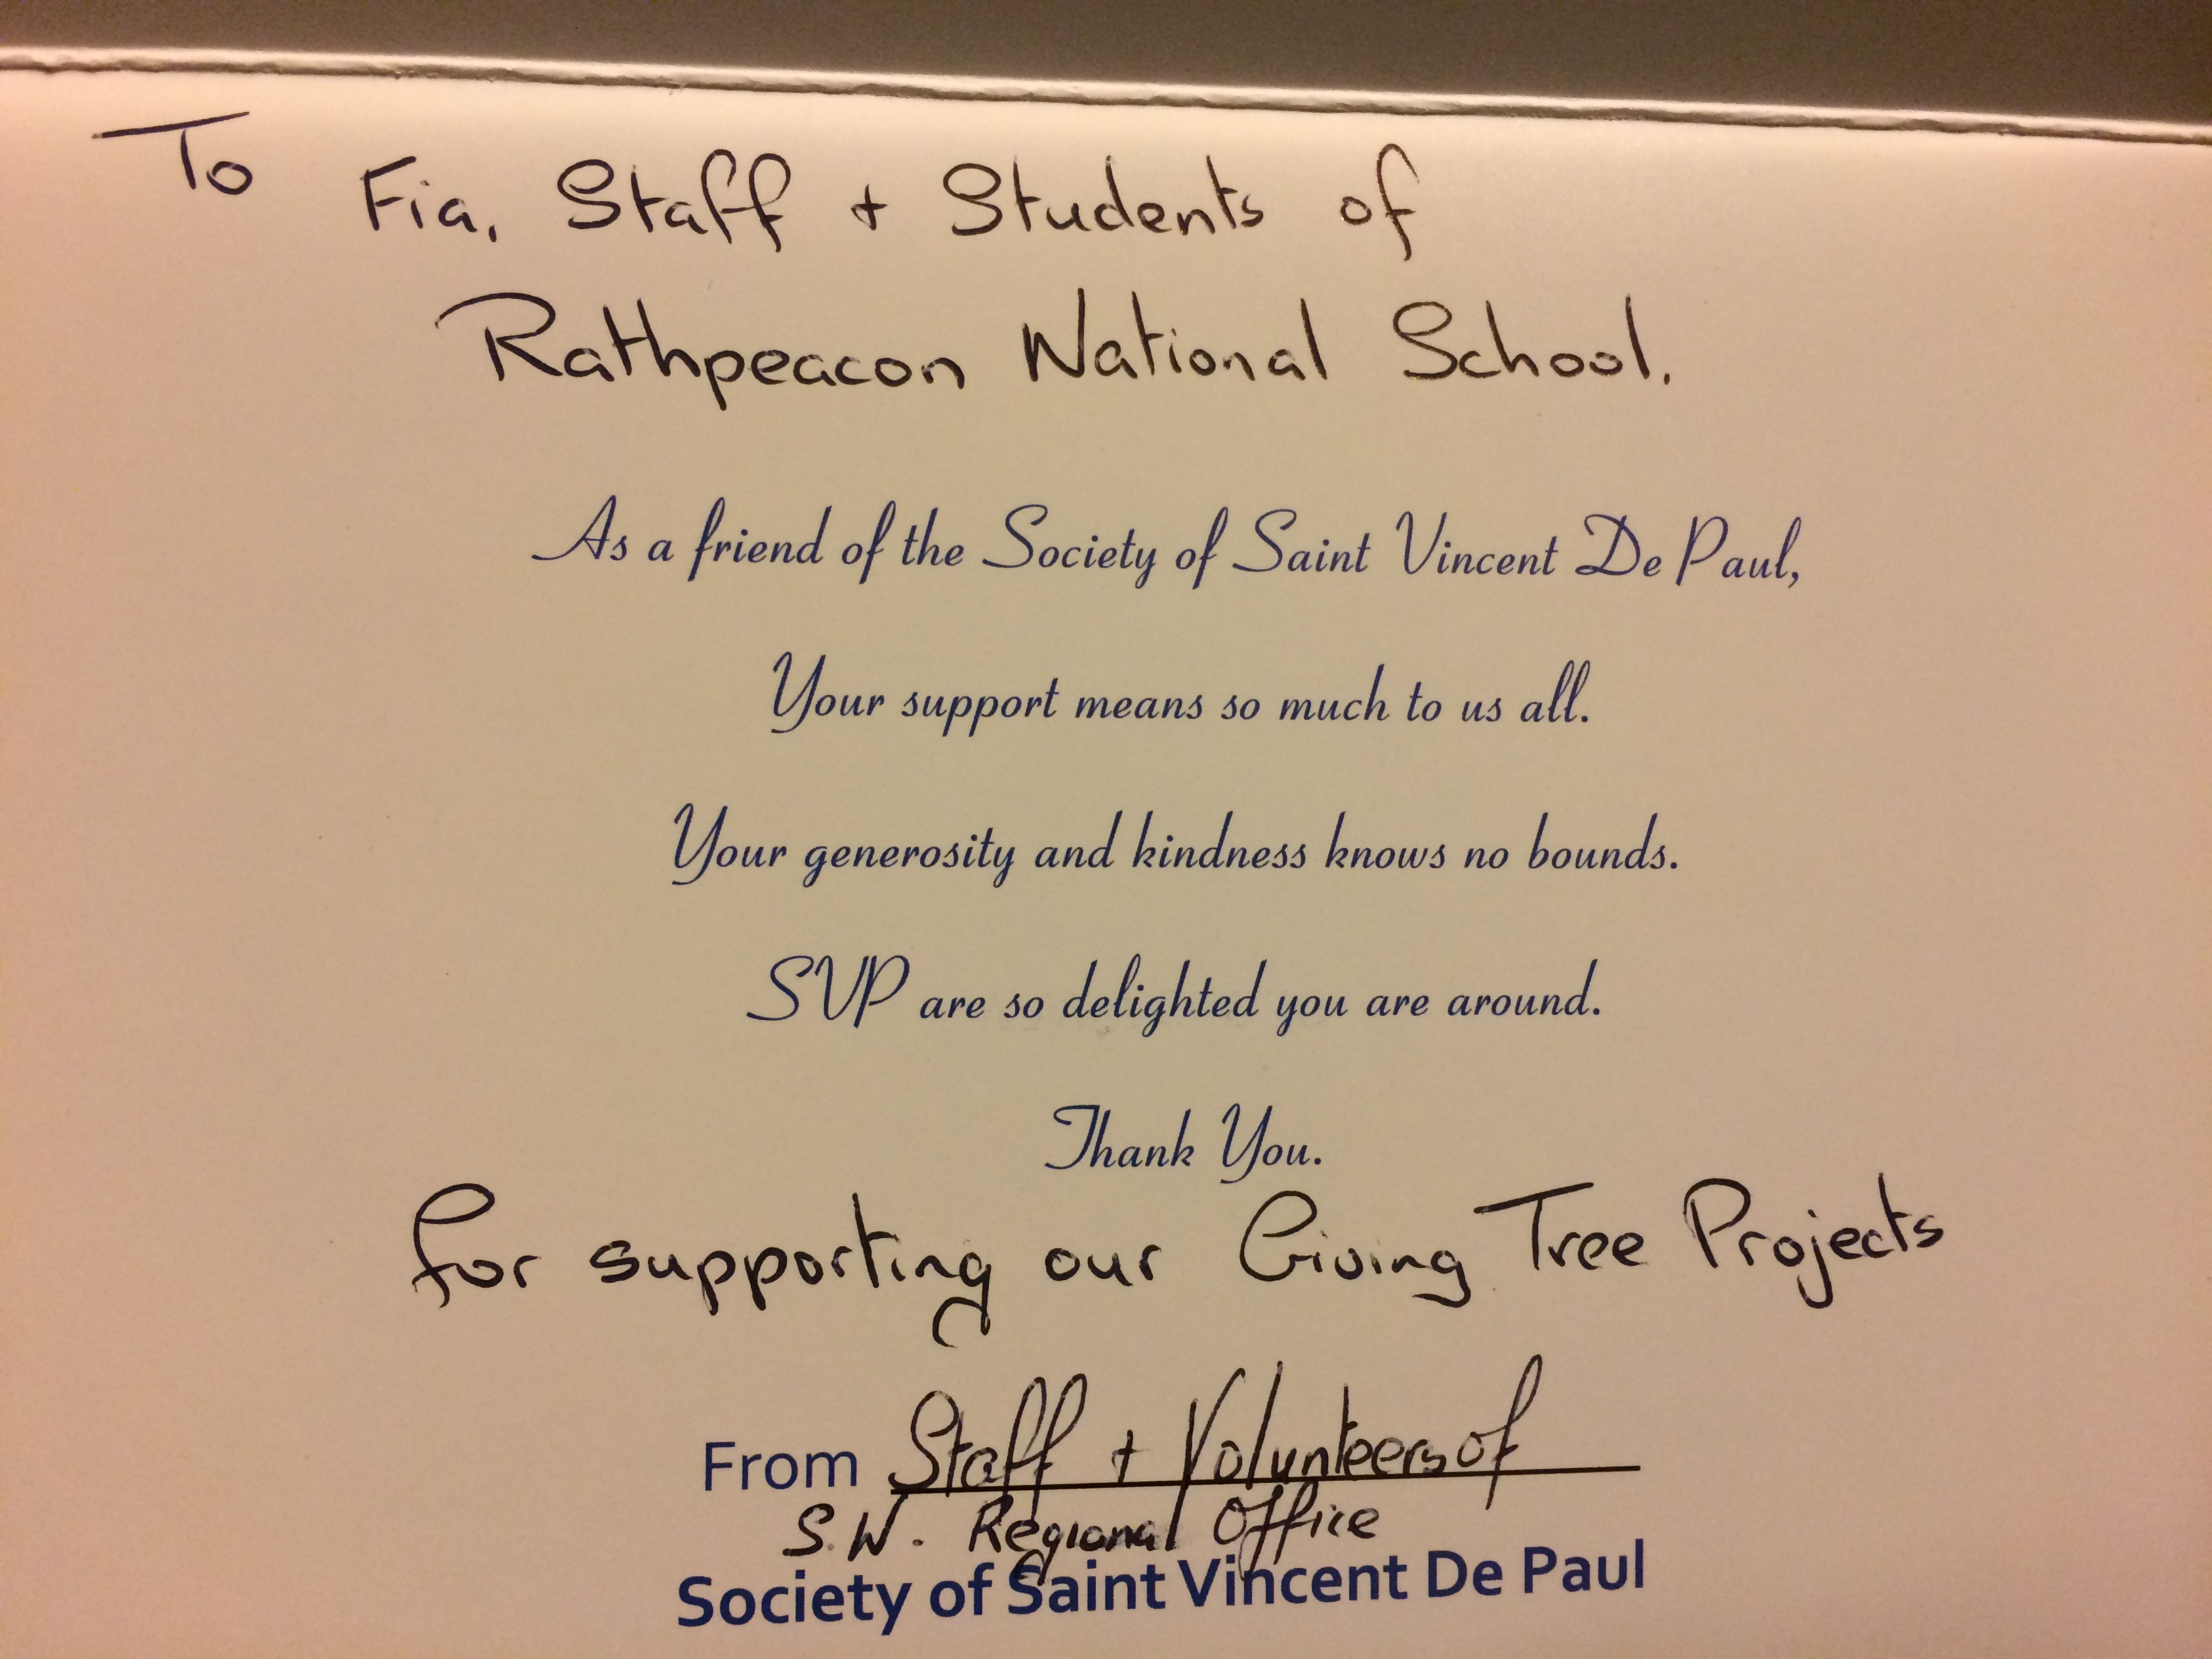 To Fia, Staff + Students of
Rathpeacon National School.
As a friend of the Society of Saint Vincent De Paul,
Your support means so much to us all.
Your generosity and kindness knows no bounds.
SVP are so delighted you are around.
Thank You.
for supporting our Giving Tree Projects
From Staff + Volunteers of
S.W. Regional Office
Society of Saint Vincent De Paul